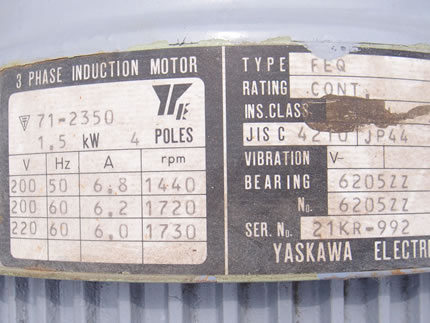 3 PHASE INDUCTION MOTOR
71-2350
1.5 kW 4 POLES
V Hz A rpm
200 50 6.8 1440
200 60 6.2 1720
220 60 6.0 1730
TYPE FEQ
RATING CONT.
INS.CLASS
JIS C 4210 JP44
VIBRATION V-
BEARING 6205ZZ
No. 6205ZZ
SER. No. 21KR-992
YASKAWA ELECTRI